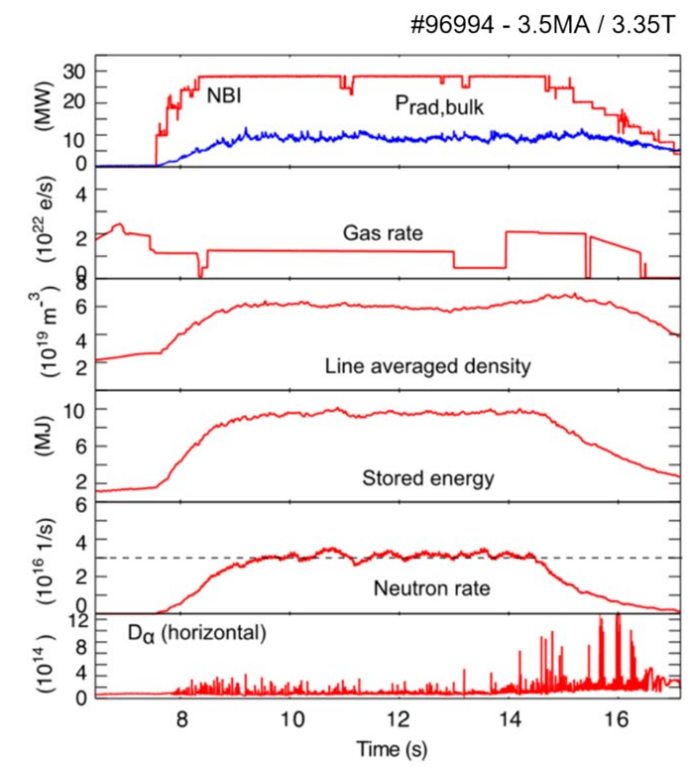 #96994 - 3.5MA / 3.35T
30
20
10
0
(MW)
NBI
Prad,bulk
4
2
0
(10²² e/s)
Gas rate
8
6
4
2
(10¹⁹ m⁻³)
Line averaged density
10
6
2
(MJ)
Stored energy
6
4
2
0
(10¹⁶ 1/s)
Neutron rate
12
8
4
0
(10¹⁴ )
Dα (horizontal)
8 10 12 14 16
Time (s)